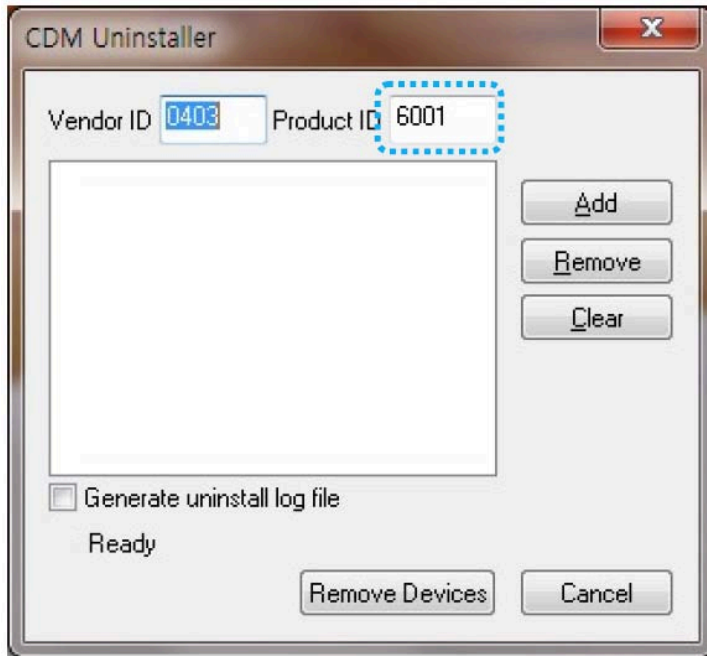 CDM Uninstaller
Vendor ID 0403 Product ID 6001
Add
Remove
Clear
Generate uninstall log file
Ready
Remove Devices Cancel